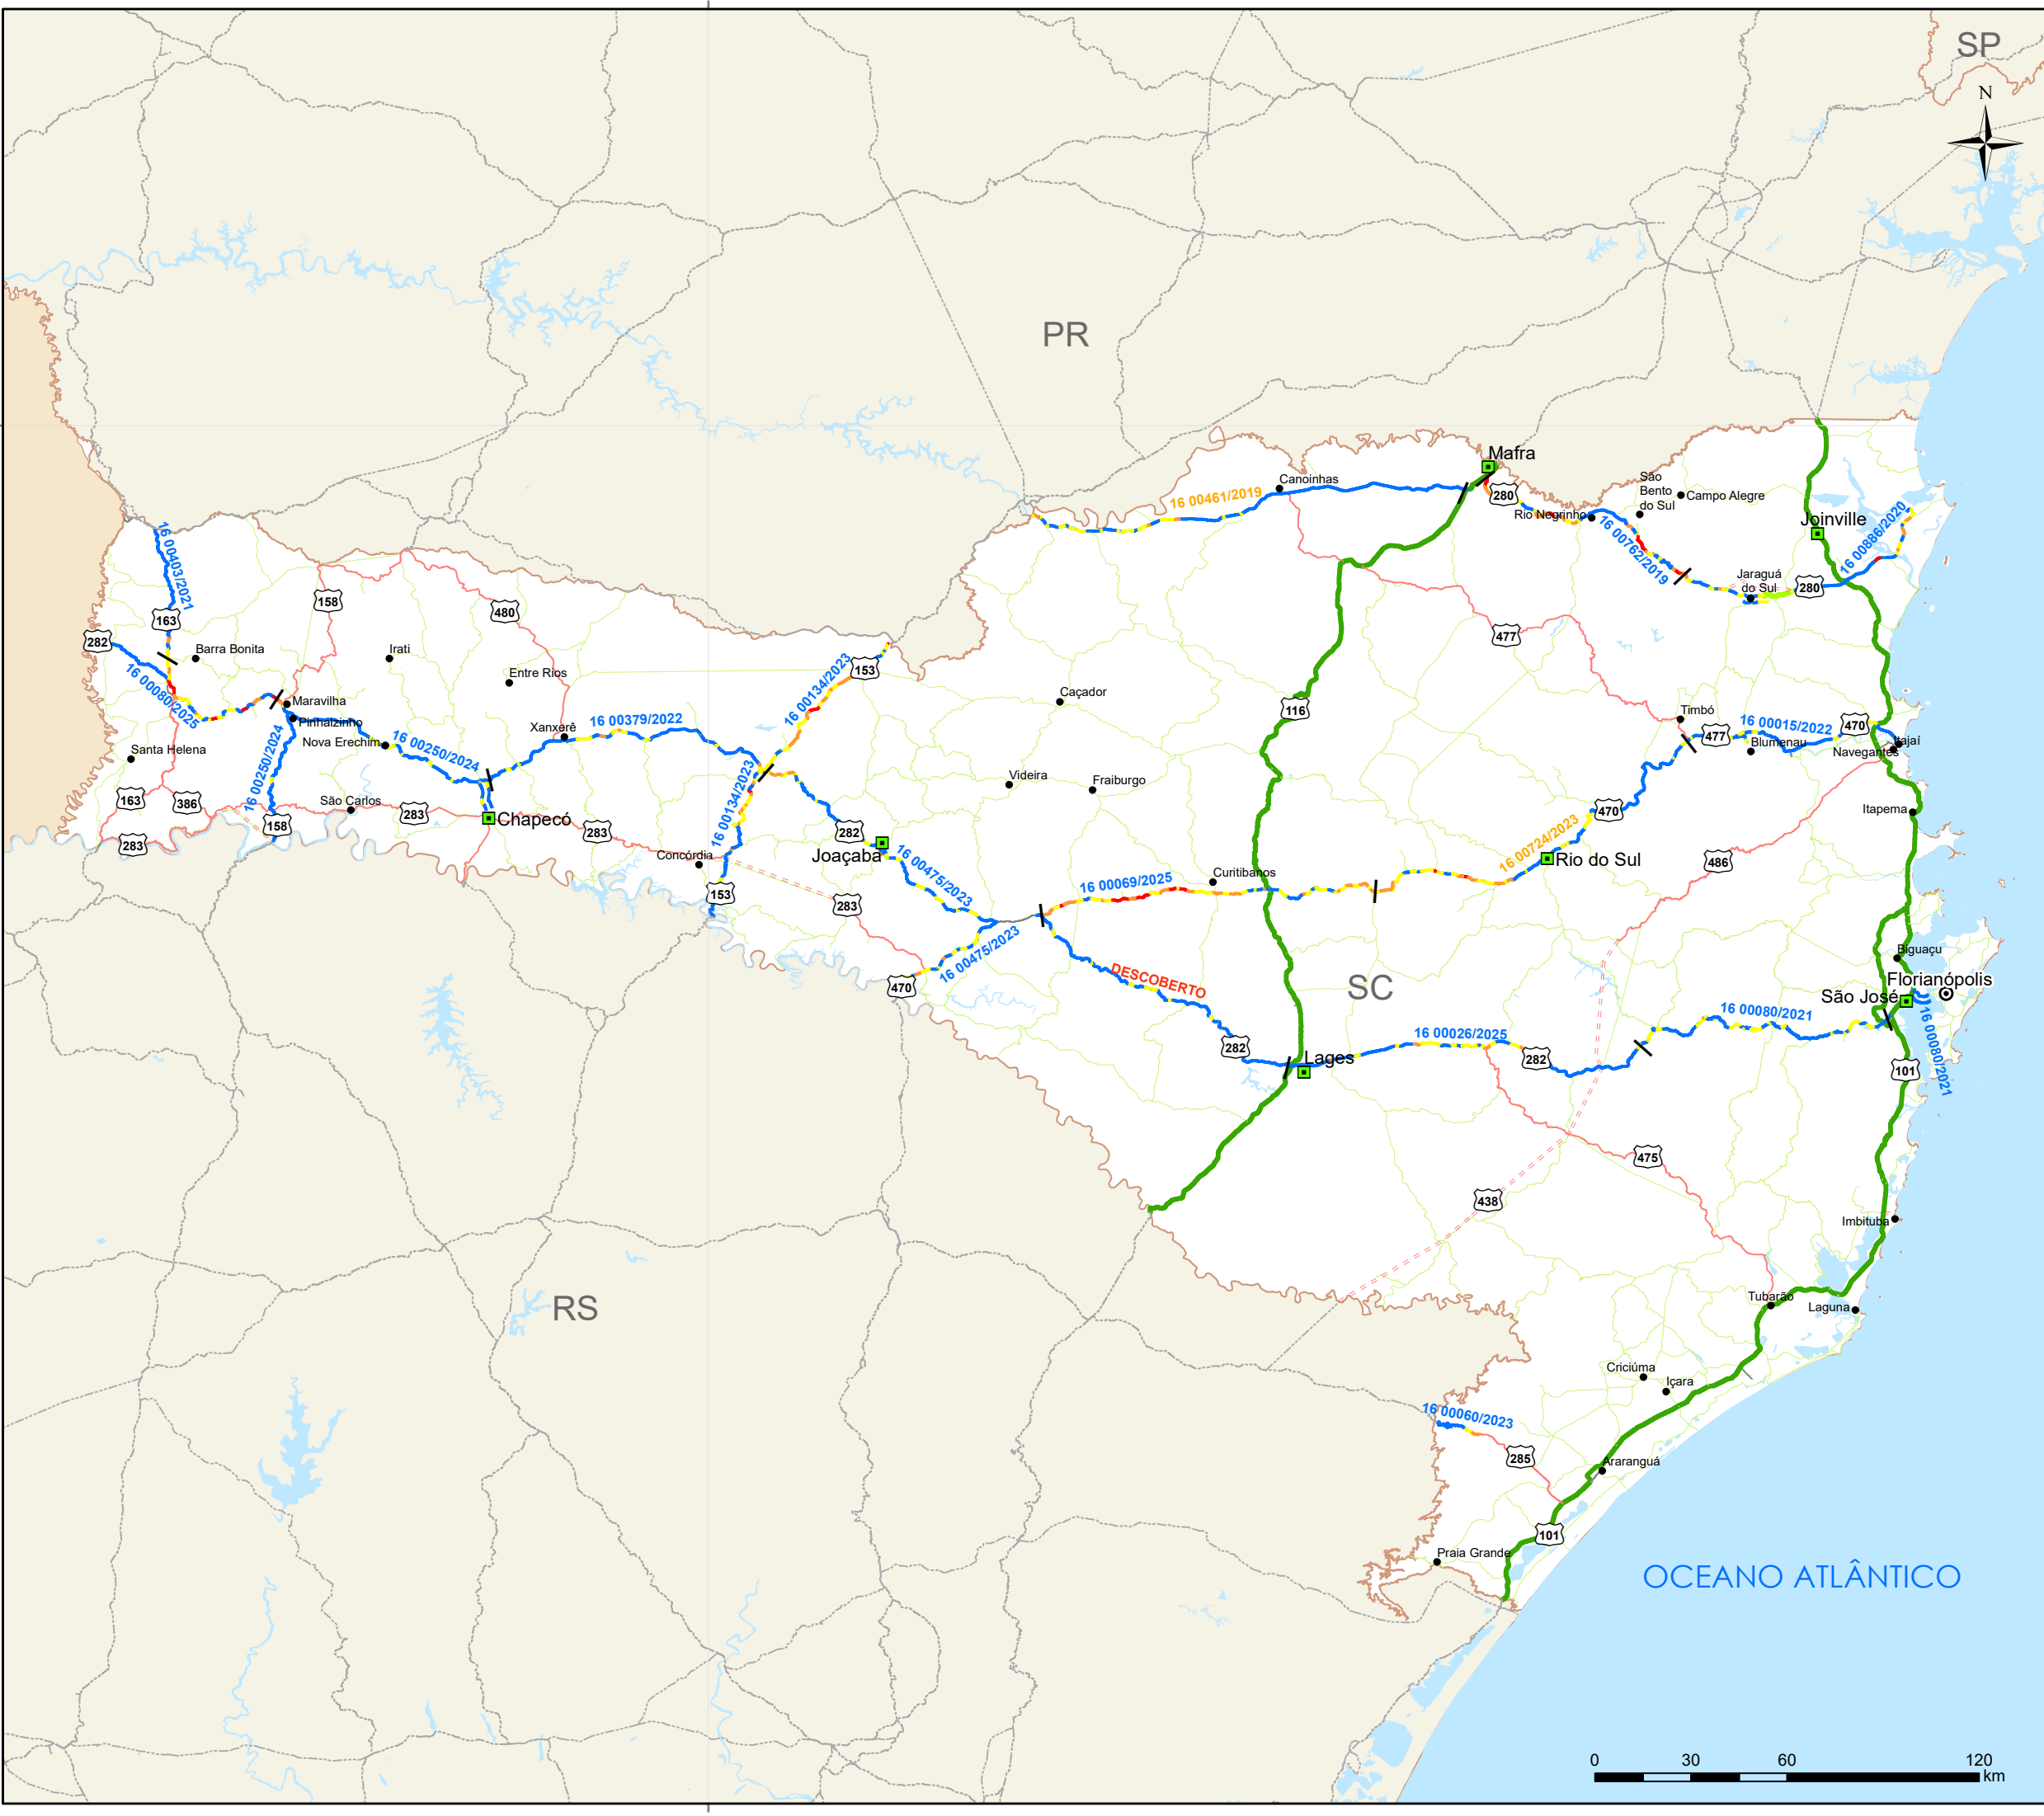 SP
N
PR
Mafra
Canoinhas
16 00461/2019
280
São
Bento
do Sul
Campo Alegre
Rio Negrinho
16 00762/2019
Joinville
16 00886/2020
Jaraguá
do Sul
280
16 00403/2021
163
158
480
282
Barra Bonita
Irati
Entre Rios
16 00080/2025
Maravilha
Pinhalzinho
Nova Erechim
16 00250/2024
16 00250/2024
Xanxerê
16 00379/2022
16 00134/2023
153
Caçador
477
116
Timbó
477
16 00015/2022
470
Blumenau
Navegantes
Itajaí
Santa Helena
163
386
283
158
São Carlos
283
Chapecó
283
16 00134/2023
Concórdia
153
282
Joaçaba
16 00475/2023
283
Videira
Fraiburgo
Curitibanos
16 00069/2025
16 00724/2023
470
Rio do Sul
486
Itapema
16 00475/2023
470
DESCOBERTO
SC
Biguaçu
Florianópolis
São José
16 00080/2021
16 00080/2021
282
Lages
16 00026/2025
282
101
475
438
Imbituba
RS
Tubarão
Laguna
Criciúma
Içara
16 00060/2023
285
Araranguá
101
Praia Grande
OCEANO ATLÂNTICO
0 30 60 120
km